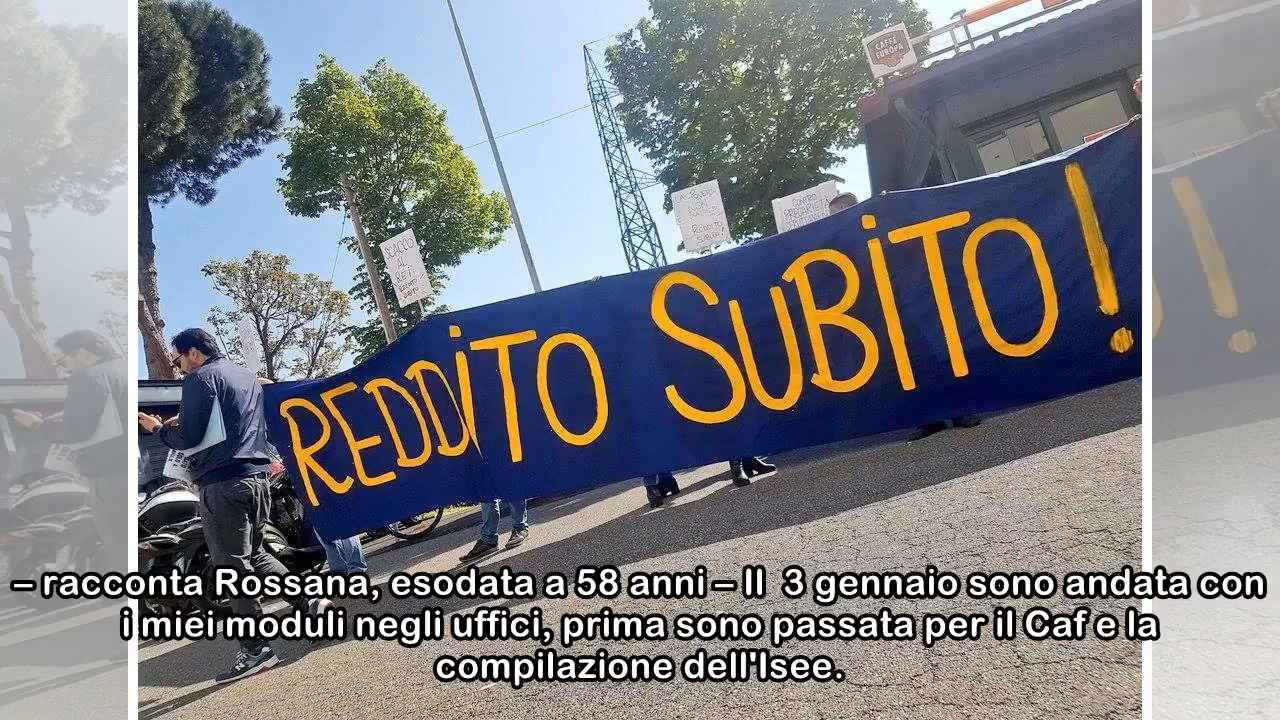 CAFFÈ
EUROPA
REDDITO SUBITO!
– racconta Rossana, esodata a 58 anni – Il  3 gennaio sono andata con
i miei moduli negli uffici, prima sono passata per il Caf e la
compilazione dell'Isee.